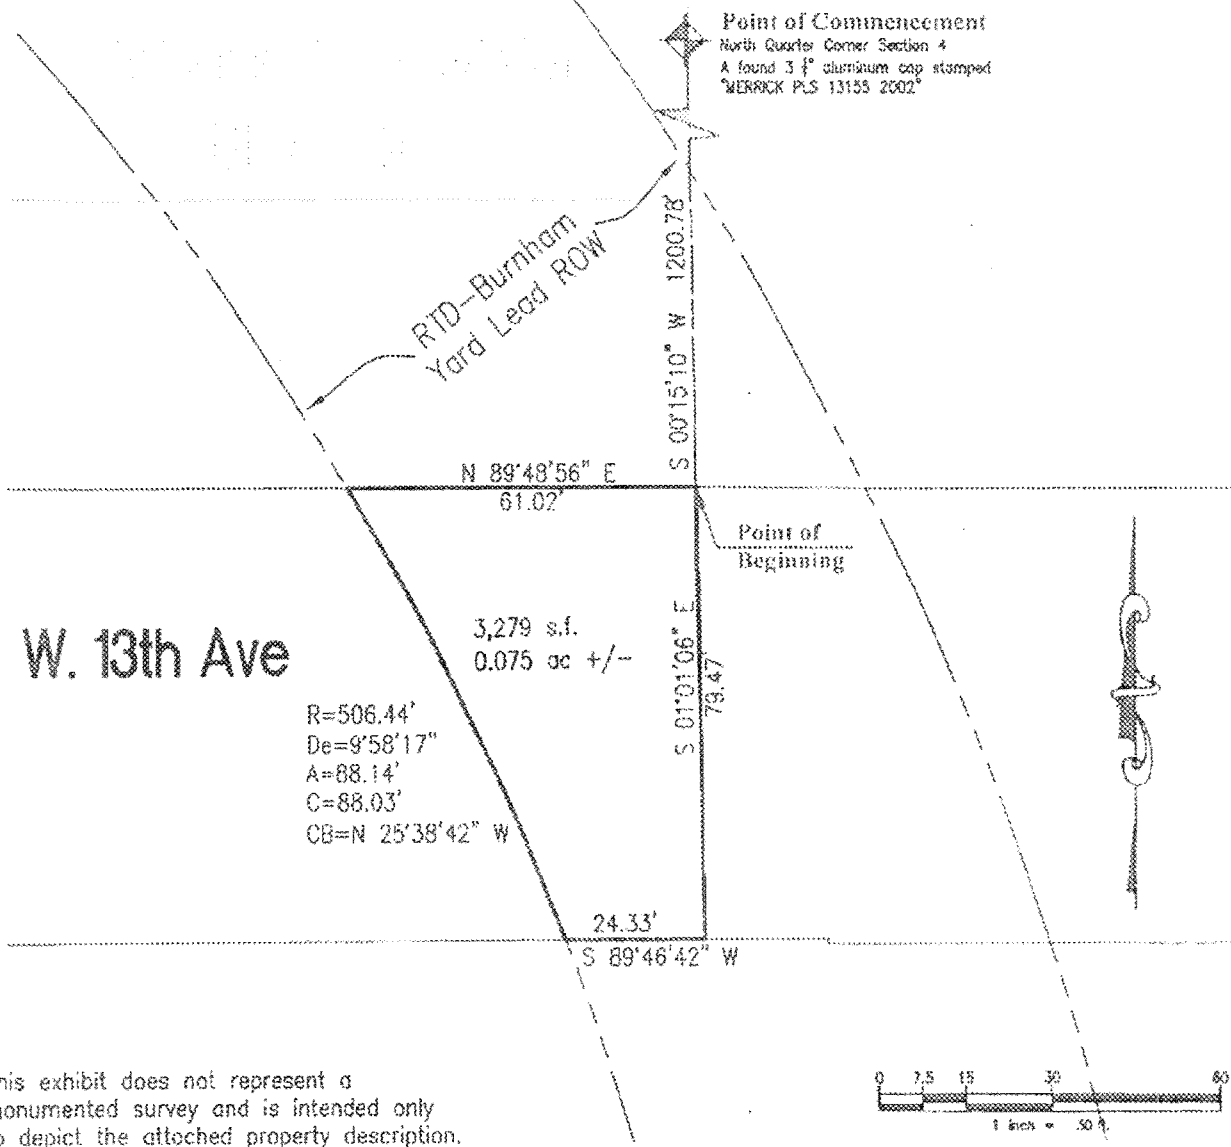 Point of Commencement
North Quarter Corner Section 4
A found 3 ¼" aluminum cap stamped
"MERRICK PLS 13155 2002"
RTD-Burnham
Yard Lead ROW
S 00°15'10" W 1200.78'
N 89°48'56" E
61.02'
Point of
Beginning
W. 13th Ave
3,279 s.f.
0.075 ac +/-
S 01°01'06" E
79.47
R=506.44'
De=9°58'17"
A=88.14'
C=88.03'
CB=N 25°38'42" W
24.33'
S 89°46'42" W
his exhibit does not represent a
onumented survey and is intended only
o depict the attached property description.
0 7.5 15 30 60
1 inch = 30 ft.